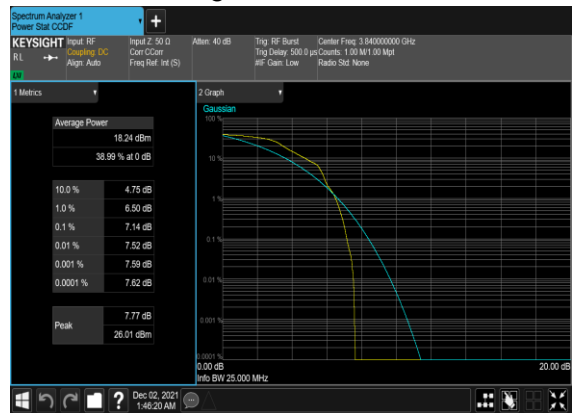 Spectrum Analyzer 1
Power Stat CCDF
+
KEYSIGHT
RL
Input: RF
Coupling: DC
Align: Auto
Input Z: 50 Ω
Corr CCorr
Freq Ref: Int (S)
Atten: 40 dB
Trig: RF Burst
Trig Delay: 500.0 µs
#IF Gain: Low
Center Freq: 3.840000000 GHz
Counts: 1.00 M/1.00 Mpt
Radio Std: None
1 Metrics
Average Power
18.24 dBm
38.99 % at 0 dB
10.0 % 4.75 dB
1.0 % 6.50 dB
0.1 % 7.14 dB
0.01 % 7.52 dB
0.001 % 7.59 dB
0.0001 % 7.62 dB
Peak
7.77 dB
26.01 dBm
2 Graph
Gaussian
100 %
10 %
1 %
0.1 %
0.01 %
0.001 %
0.0001 %
0.00 dB
20.00 dB
Info BW 25.000 MHz
?
Dec 02, 2021
1:46:20 AM